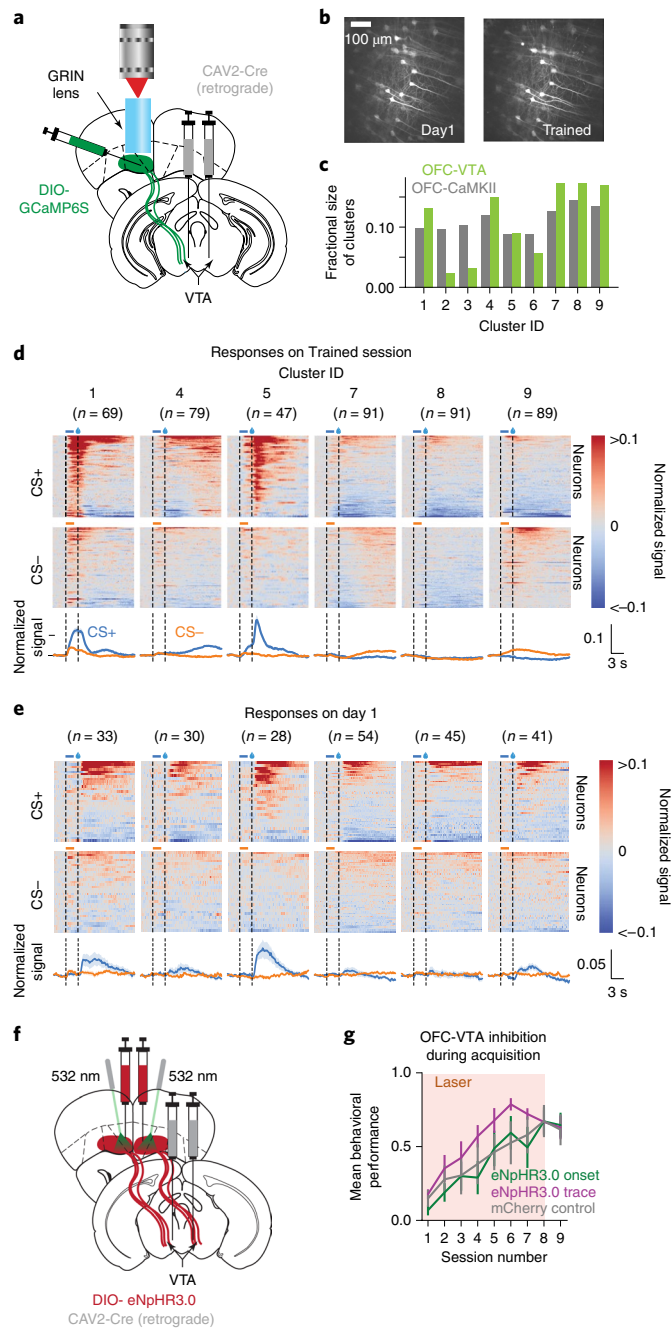 a
GRIN
lens
CAV2-Cre
(retrograde)
DIO-
GCaMP6S
VTA
b
100 μm
Day1
Trained
c
OFC-VTA
OFC-CaMKII
Fractional size
of clusters
0.10
0.00
1 2 3 4 5 6 7 8 9
Cluster ID
d
Responses on Trained session
Cluster ID
1 4 5 7 8 9
(n = 69) (n = 79) (n = 47) (n = 91) (n = 91) (n = 89)
CS+
Neurons
CS–
Neurons
>0.1
0
<–0.1
Normalized signal
Normalized
signal
CS+
CS–
0.1
3 s
e
Responses on day 1
(n = 33) (n = 30) (n = 28) (n = 54) (n = 45) (n = 41)
CS+
Neurons
CS–
Neurons
>0.1
0
<–0.1
Normalized signal
Normalized
signal
0.05
3 s
f
532 nm 532 nm
VTA
DIO- eNpHR3.0
CAV2-Cre (retrograde)
g
OFC-VTA inhibition
during acquisition
Mean behavioral
performance
1.0
0.5
0.0
Laser
eNpHR3.0 onset
eNpHR3.0 trace
mCherry control
1 2 3 4 5 6 7 8 9
Session number